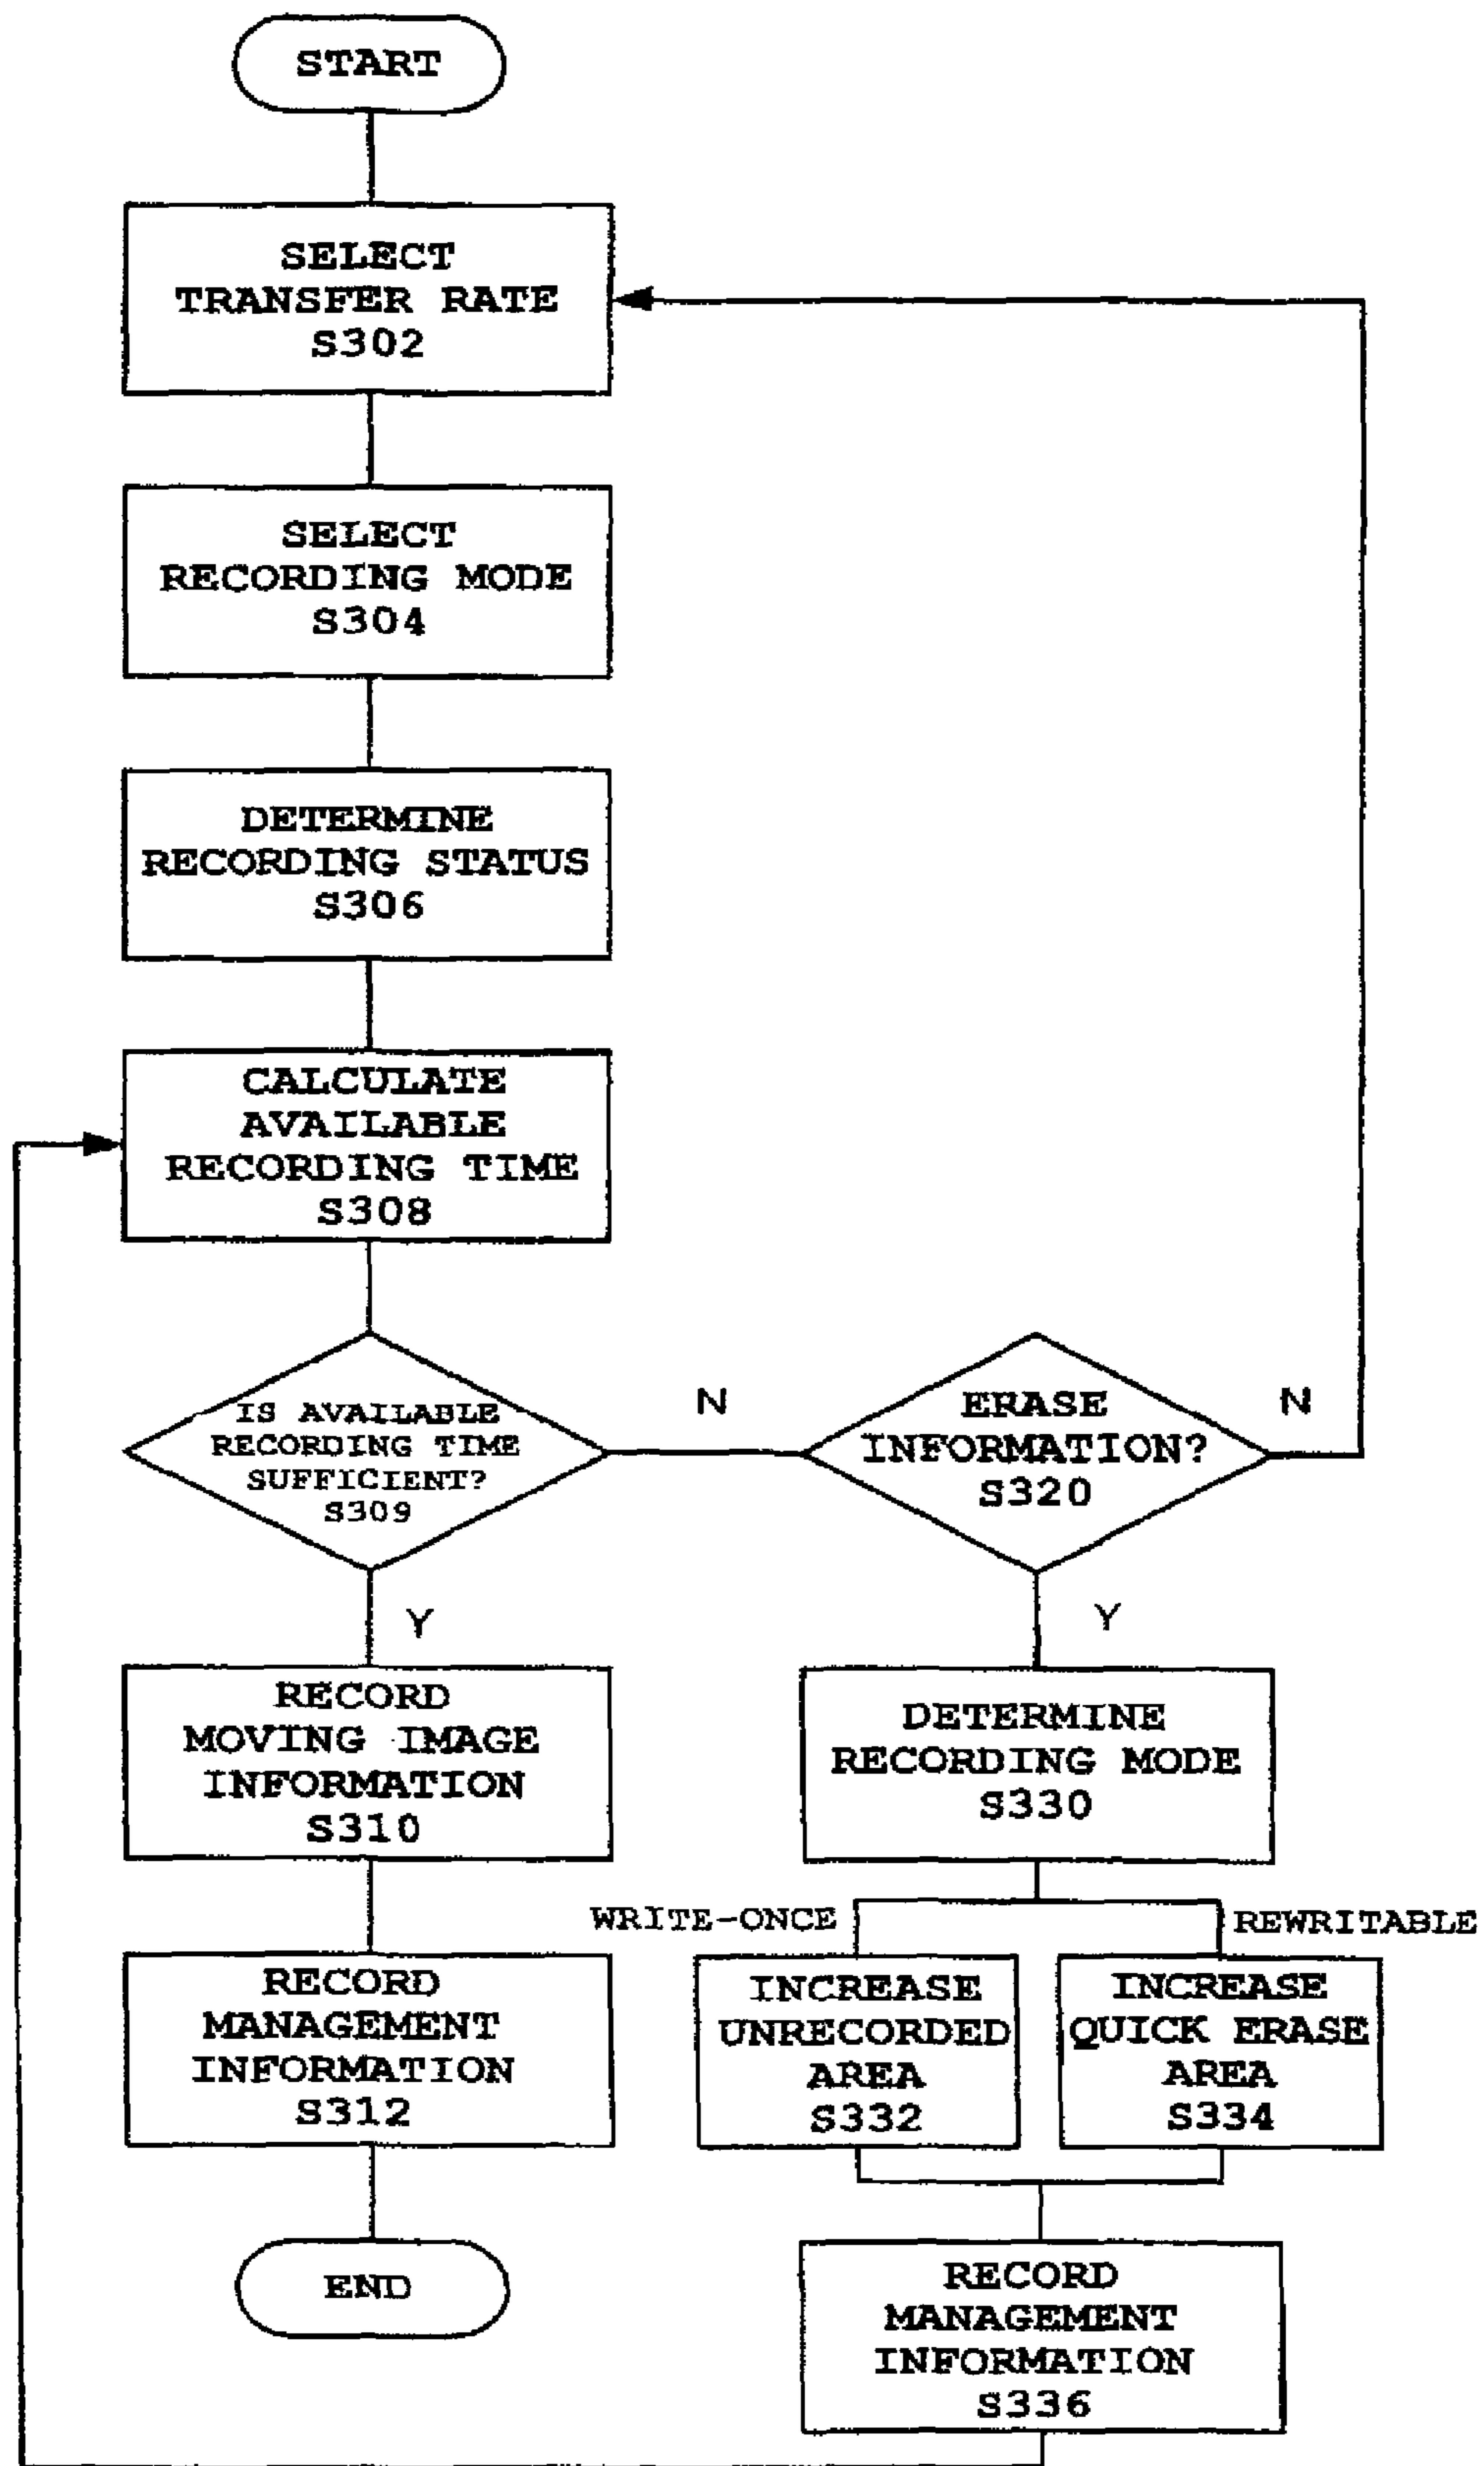 START
SELECT
TRANSFER RATE
S302
SELECT
RECORDING MODE
S304
DETERMINE
RECORDING STATUS
S306
CALCULATE
AVAILABLE
RECORDING TIME
S308
IS AVAILABLE
RECORDING TIME
SUFFICIENT?
S309
N
ERASE
INFORMATION?
S320
N
Y
RECORD
MOVING IMAGE
INFORMATION
S310
RECORD
MANAGEMENT
INFORMATION
S312
END
Y
DETERMINE
RECORDING MODE
S330
WRITE-ONCE
REWRITABLE
INCREASE
UNRECORDED
AREA
S332
INCREASE
QUICK ERASE
AREA
S334
RECORD
MANAGEMENT
INFORMATION
S336